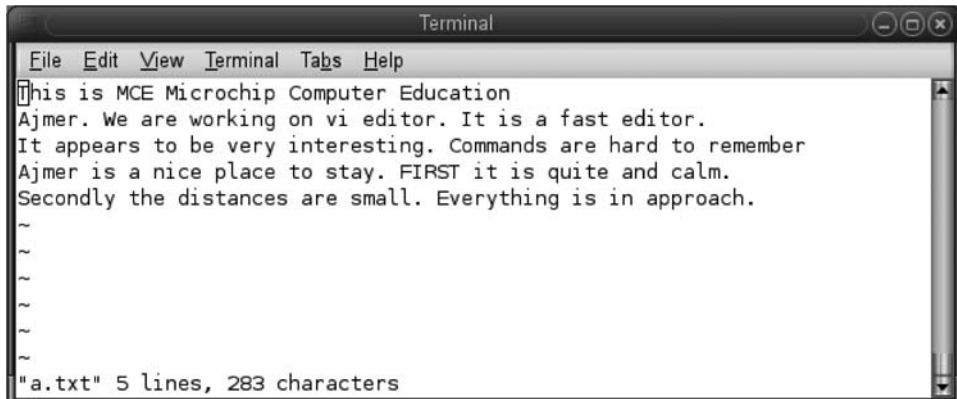 Terminal
File Edit View Terminal Tabs Help
This is MCE Microchip Computer Education
Ajmer. We are working on vi editor. It is a fast editor.
It appears to be very interesting. Commands are hard to remember
Ajmer is a nice place to stay. FIRST it is quite and calm.
Secondly the distances are small. Everything is in approach.
~
~
~
~
~
~
"a.txt" 5 lines, 283 characters